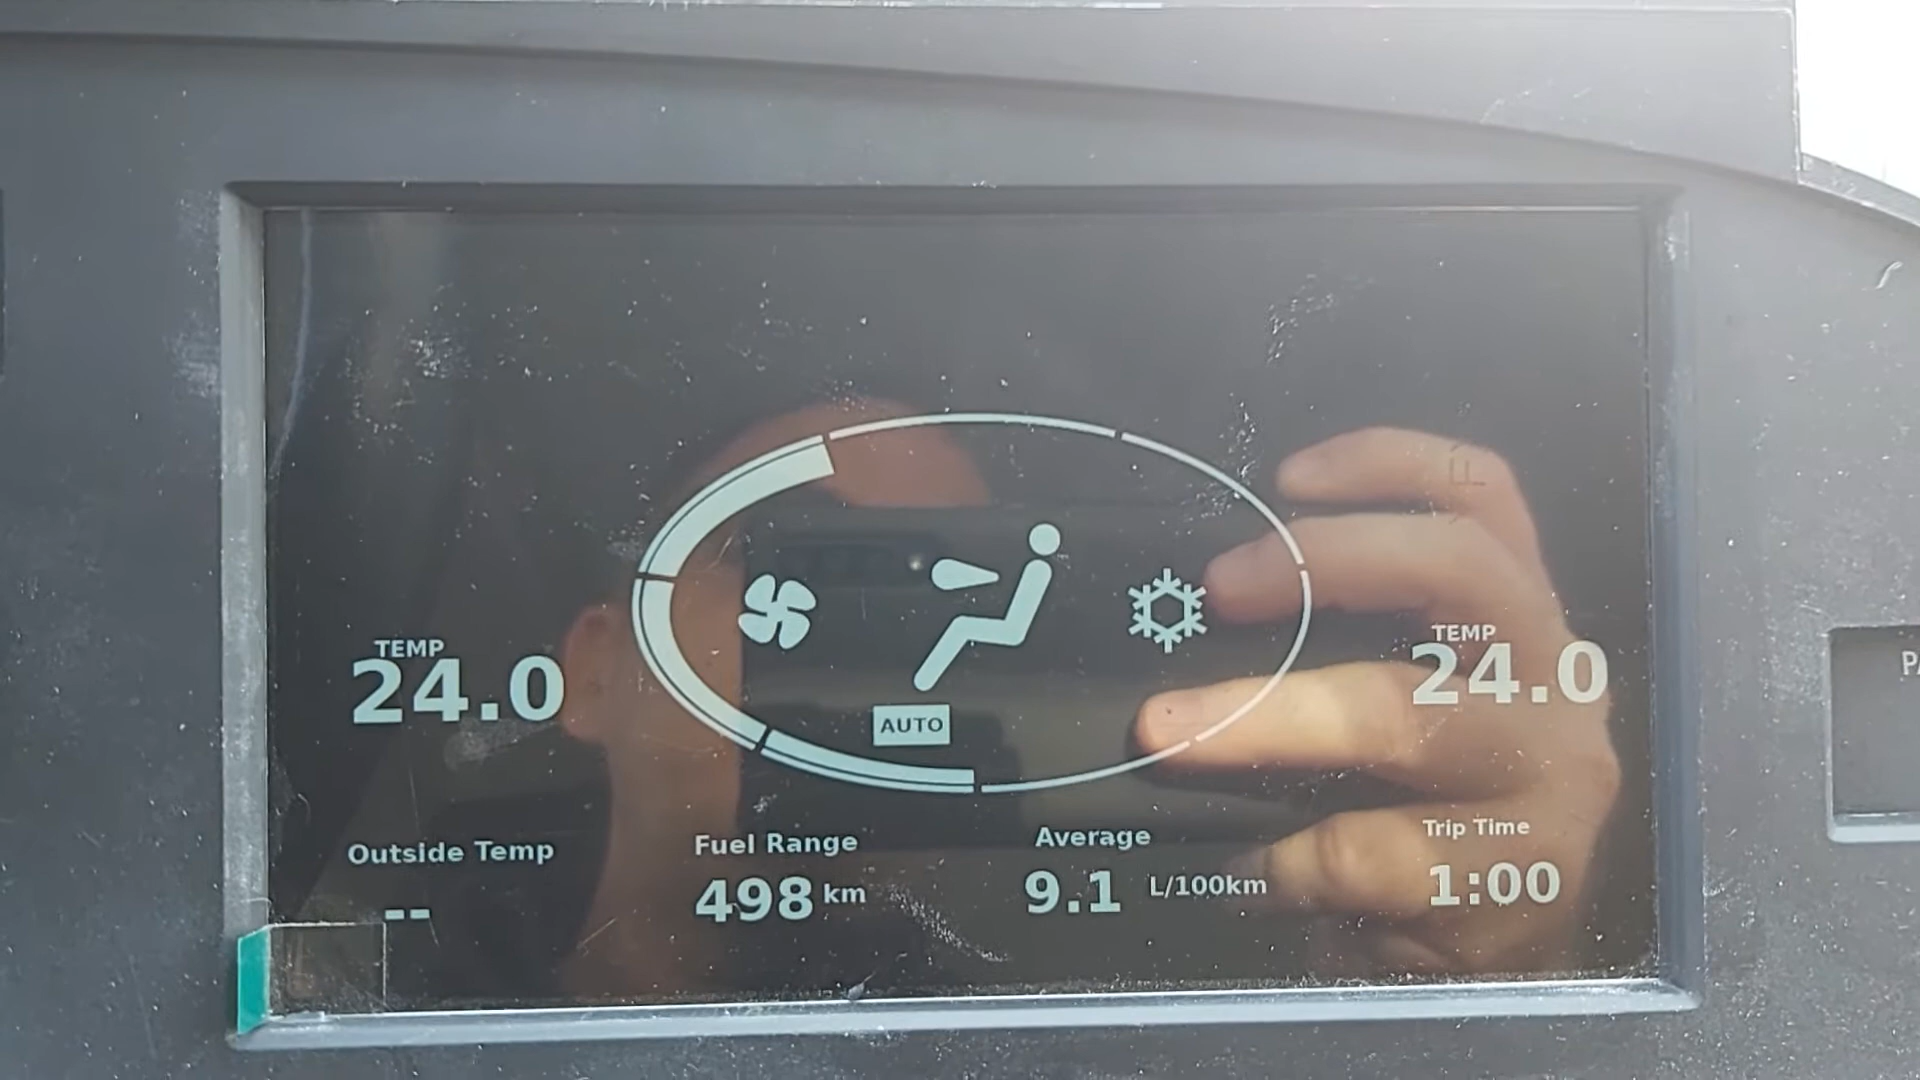 TEMP
24.0
TEMP
24.0
AUTO
Outside Temp
--
Fuel Range
498 km
Average
9.1 L/100km
Trip Time
1:00